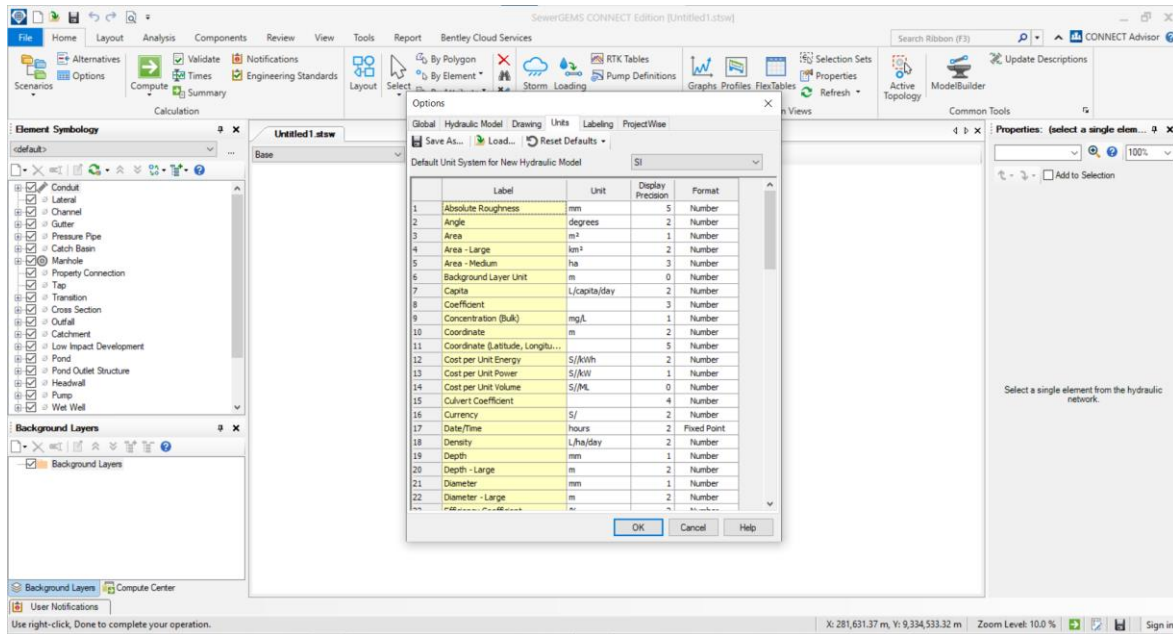 SewerGEMS CONNECT Edition [Untitled1.stsw]
File Home Layout Analysis Components Review View Tools Report Bentley Cloud Services
Search Ribbon (F3)
CONNECT Advisor
Scenarios
Alternatives
Options
Compute
Validate
Times
Summary
Notifications
Engineering Standards
Calculation
Layout
Select
By Polygon
By Element
Storm
Loading
RTK Tables
Pump Definitions
Graphs Profiles FlexTables
Selection Sets
Properties
Refresh
Views
Active Topology
ModelBuilder
Update Descriptions
Common Tools
Element Symbology
<default>
Conduit
Lateral
Channel
Gutter
Pressure Pipe
Catch Basin
Manhole
Property Connection
Tap
Transition
Cross Section
Outfall
Catchment
Low Impact Development
Pond
Pond Outlet Structure
Headwall
Pump
Wet Well
Background Layers
Background Layers
Background Layers Compute Center
User Notifications
Use right-click, Done to complete your operation.
Untitled1.stsw
Base
Options
Global Hydraulic Model Drawing Units Labeling ProjectWise
Save As... Load... Reset Defaults
Default Unit System for New Hydraulic Model SI
Label Unit Display Precision Format
1 Absolute Roughness mm 5 Number
2 Angle degrees 2 Number
3 Area m² 1 Number
4 Area - Large km² 2 Number
5 Area - Medium ha 3 Number
6 Background Layer Unit m 0 Number
7 Capita L/capita/day 2 Number
8 Coefficient 3 Number
9 Concentration (Bulk) mg/L 1 Number
10 Coordinate m 2 Number
11 Coordinate (Latitude, Longitu... 5 Number
12 Cost per Unit Energy S//kWh 2 Number
13 Cost per Unit Power S//kW 1 Number
14 Cost per Unit Volume S//ML 0 Number
15 Culvert Coefficient 4 Number
16 Currency S/ 2 Number
17 Date/Time hours 2 Fixed Point
18 Density L/ha/day 2 Number
19 Depth mm 1 Number
20 Depth - Large m 2 Number
21 Diameter mm 1 Number
22 Diameter - Large m 2 Number
OK Cancel Help
Properties: (select a single elem...
100%
Add to Selection
Select a single element from the hydraulic
network.
X: 281,631.37 m, Y: 9,334,533.32 m Zoom Level: 10.0 % Sign in